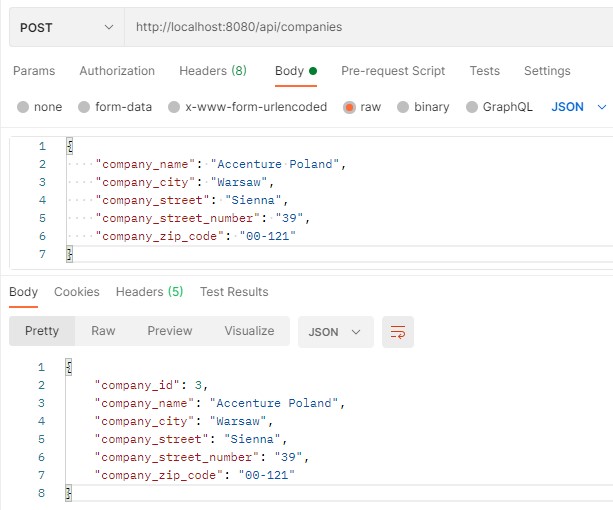 POST http://localhost:8080/api/companies
Params Authorization Headers (8) Body Pre-request Script Tests Settings
none form-data x-www-form-urlencoded raw binary GraphQL JSON
1 {
2 "company_name": "Accenture Poland",
3 "company_city": "Warsaw",
4 "company_street": "Sienna",
5 "company_street_number": "39",
6 "company_zip_code": "00-121"
7 }
Body Cookies Headers (5) Test Results
Pretty Raw Preview Visualize JSON
1 {
2 "company_id": 3,
3 "company_name": "Accenture Poland",
4 "company_city": "Warsaw",
5 "company_street": "Sienna",
6 "company_street_number": "39",
7 "company_zip_code": "00-121"
8 }